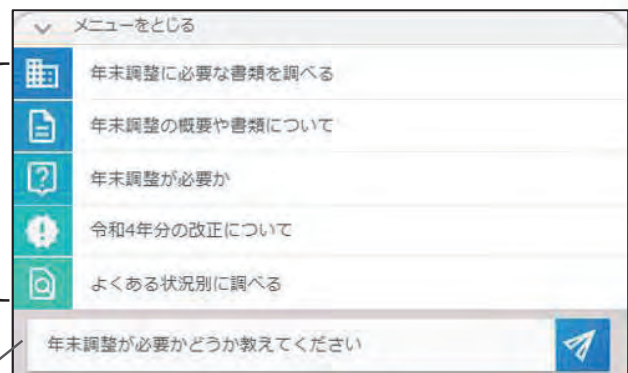 メニューをとじる
年末調整に必要な書類を調べる
年末調整の概要や書類について
年末調整が必要か
令和4年分の改正について
よくある状況別に調べる
年末調整が必要かどうか教えてください